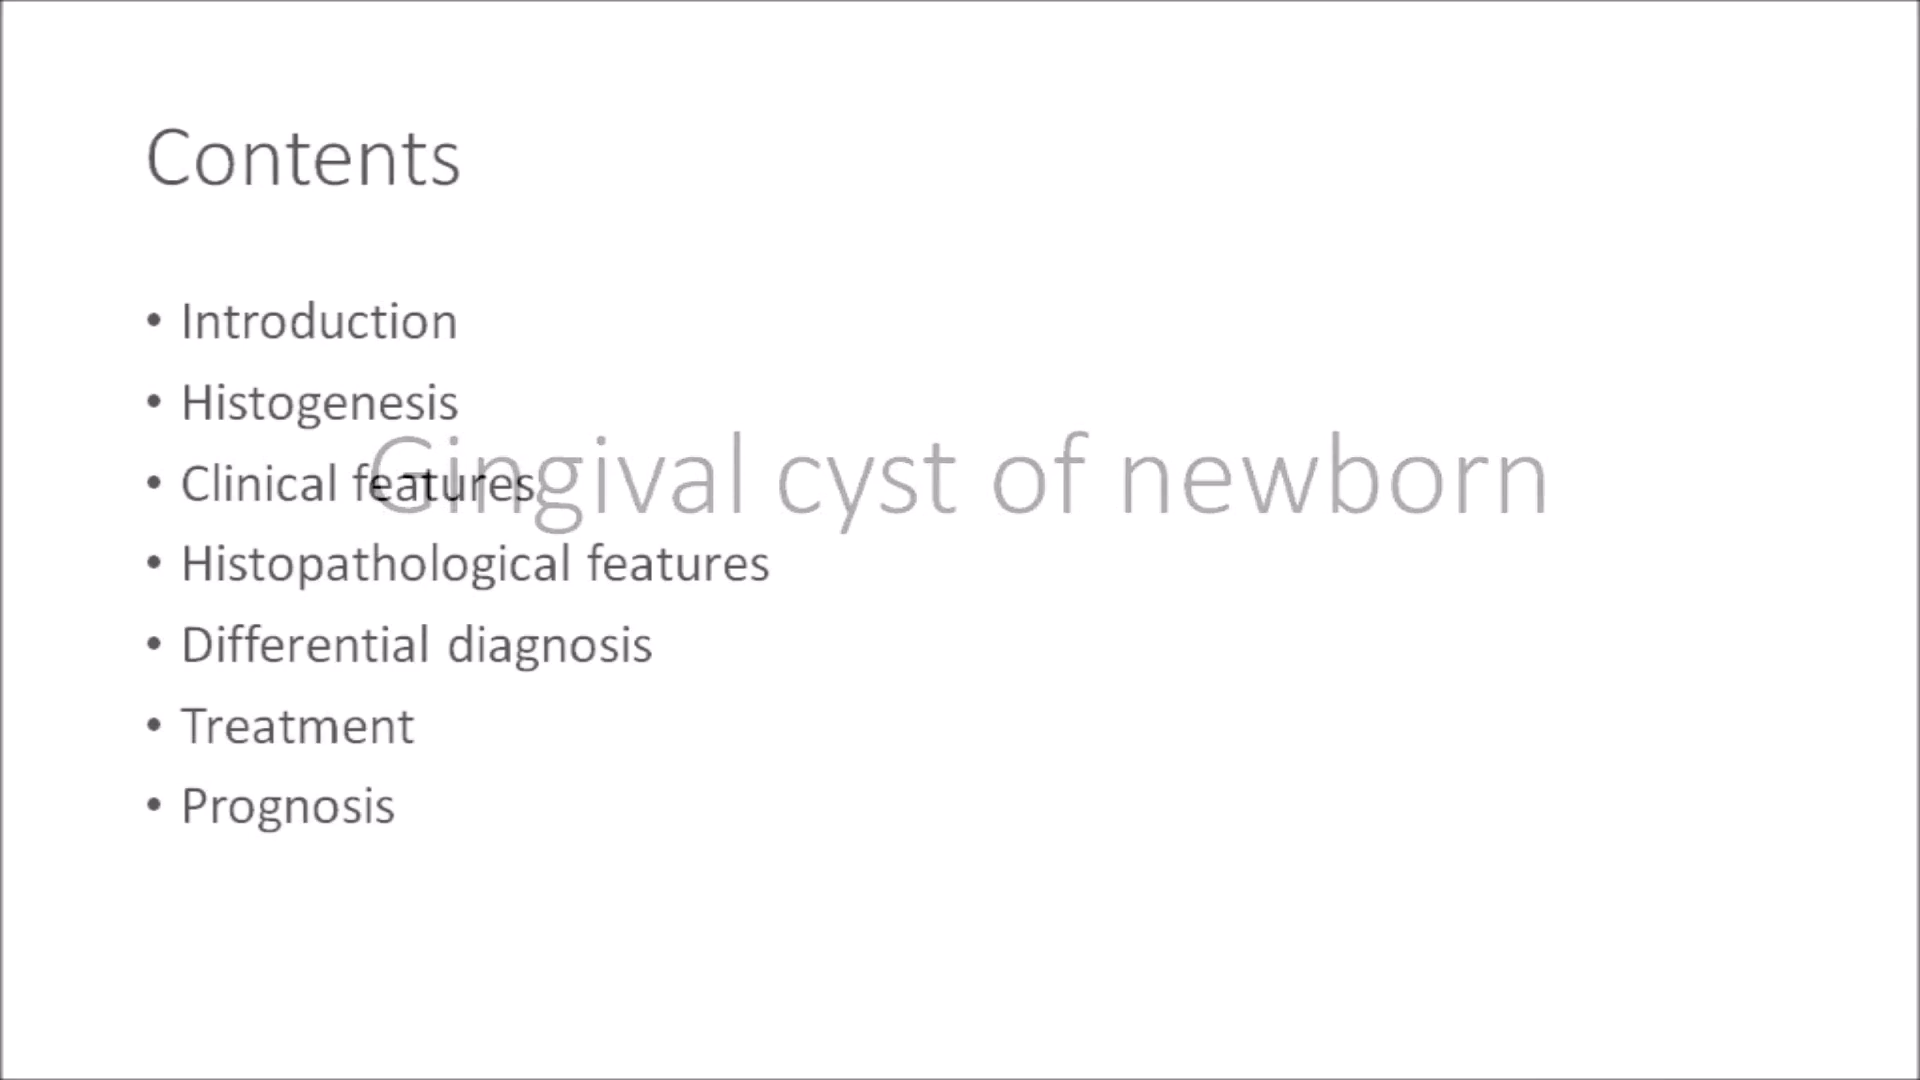 Contents
• Introduction
• Histogenesis
Gingival cyst of newborn
• Clinical features
• Histopathological features
• Differential diagnosis
• Treatment
• Prognosis